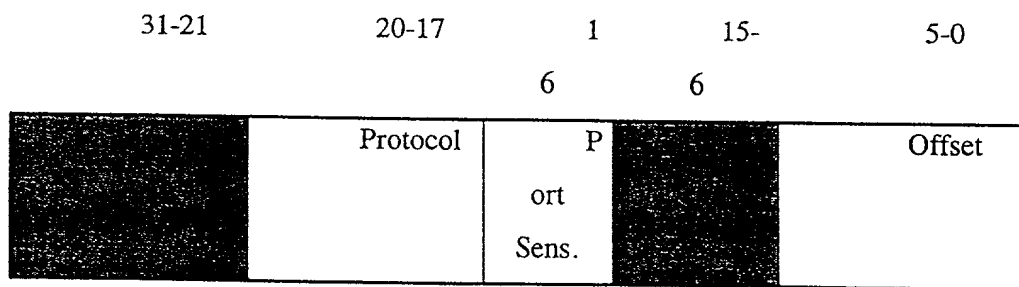 31-21 20-17 1 15- 5-0
6 6
Protocol P Offset
ort
Sens.